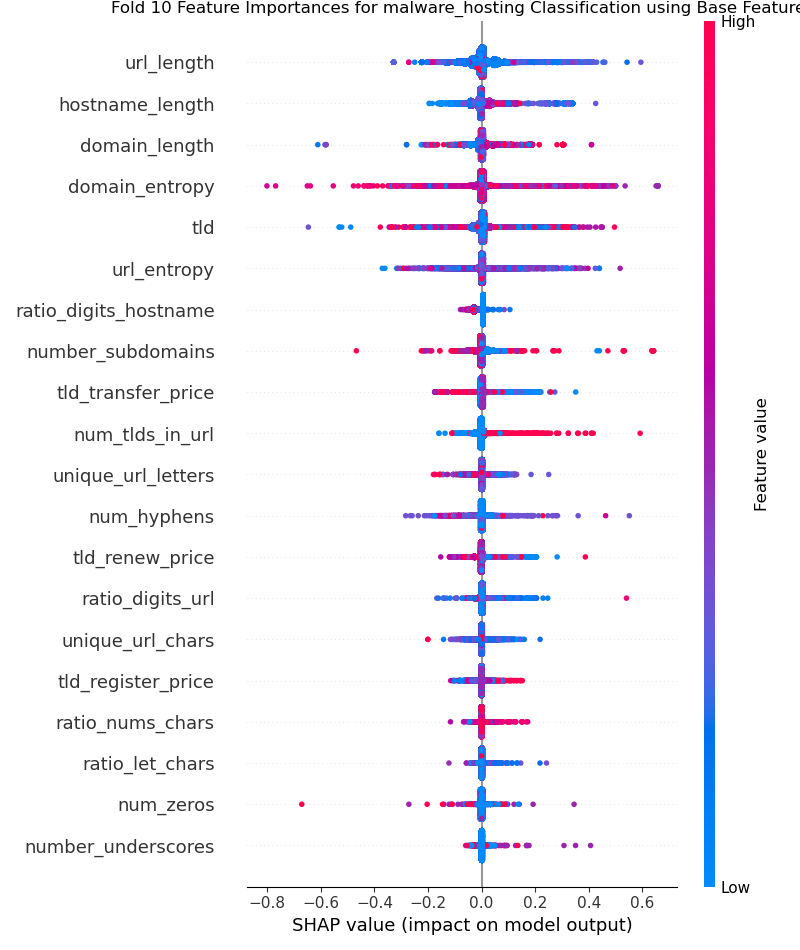 Fold 10 Feature Importances for malware_hosting Classification using Base Feature
High
url_length
hostname_length
domain_length
domain_entropy
tld
url_entropy
ratio_digits_hostname
number_subdomains
tld_transfer_price
num_tlds_in_url
unique_url_letters
num_hyphens
tld_renew_price
ratio_digits_url
unique_url_chars
tld_register_price
ratio_nums_chars
ratio_let_chars
num_zeros
number_underscores
Feature value
Low
−0.8 −0.6 −0.4 −0.2 0.0 0.2 0.4 0.6
SHAP value (impact on model output)